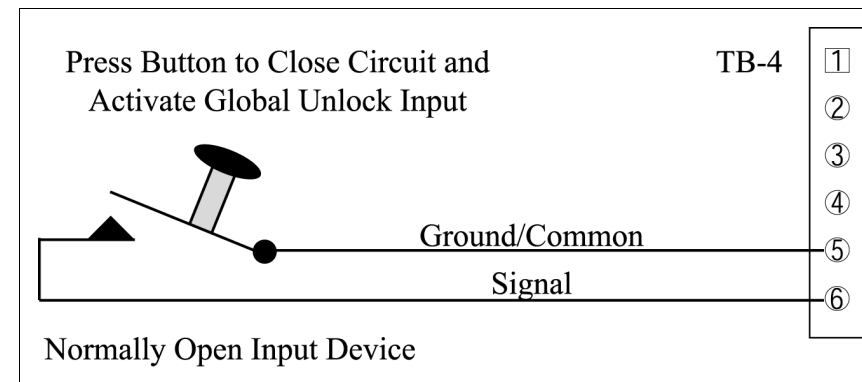 Press Button to Close Circuit and
Activate Global Unlock Input
TB-4
1
2
3
4
Ground/Common
5
Signal
6
Normally Open Input Device